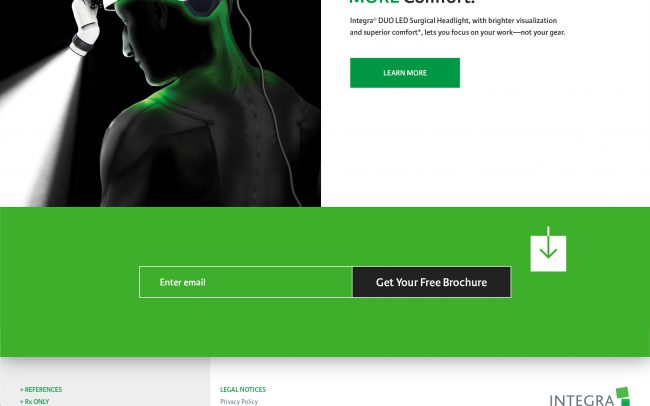 MORE Comfort.
Integra® DUO LED Surgical Headlight, with brighter visualization
and superior comfort*, lets you focus on your work—not your gear.
LEARN MORE
Enter email
Get Your Free Brochure
+ REFERENCES
+ Rx ONLY
LEGAL NOTICES
Privacy Policy
INTEGRA